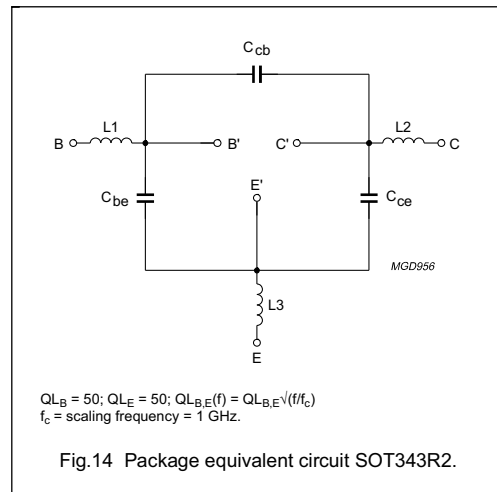 C_cb
L1
L2
B
B'
C'
C
E'
C_be
C_ce
MGD956
L3
E
QL_B = 50; QL_E = 50; QL_B,E(f) = QL_B,E√(f/f_c)
f_c = scaling frequency = 1 GHz.
Fig.14 Package equivalent circuit SOT343R2.